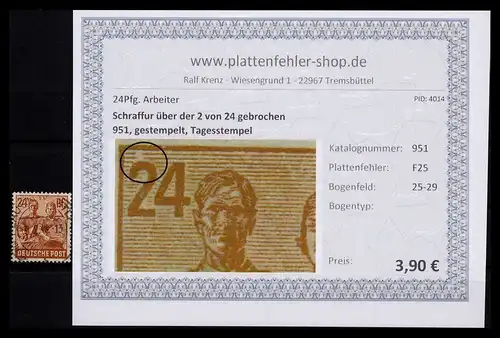 www.plattenfehler-shop.de
Ralf Krenz - Wiesengrund 1 - 22967 Tremsbüttel
24Pfg. Arbeiter
PID: 4014
Schraffur über der 2 von 24 gebrochen
951, gestempelt, Tagesstempel
Katalognummer: 951
Plattenfehler: F25
Bogenfeld: 25-29
Bogentyp:
Preis: 3,90 €
24
24
DEUTSCHE POST